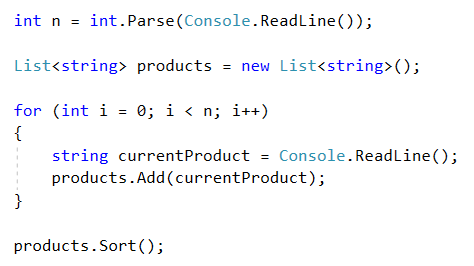 int n = int.Parse(Console.ReadLine());
List<string> products = new List<string>();
for (int i = 0; i < n; i++)
{
    string currentProduct = Console.ReadLine();
    products.Add(currentProduct);
}
products.Sort();